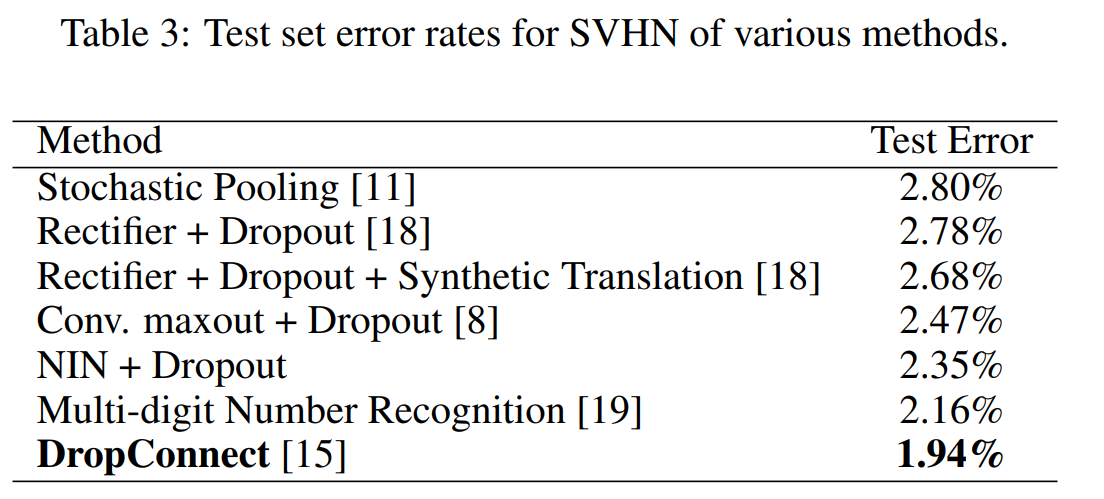 Table 3: Test set error rates for SVHN of various methods.
Method Test Error
Stochastic Pooling [11] 2.80%
Rectifier + Dropout [18] 2.78%
Rectifier + Dropout + Synthetic Translation [18] 2.68%
Conv. maxout + Dropout [8] 2.47%
NIN + Dropout 2.35%
Multi-digit Number Recognition [19] 2.16%
DropConnect [15] 1.94%